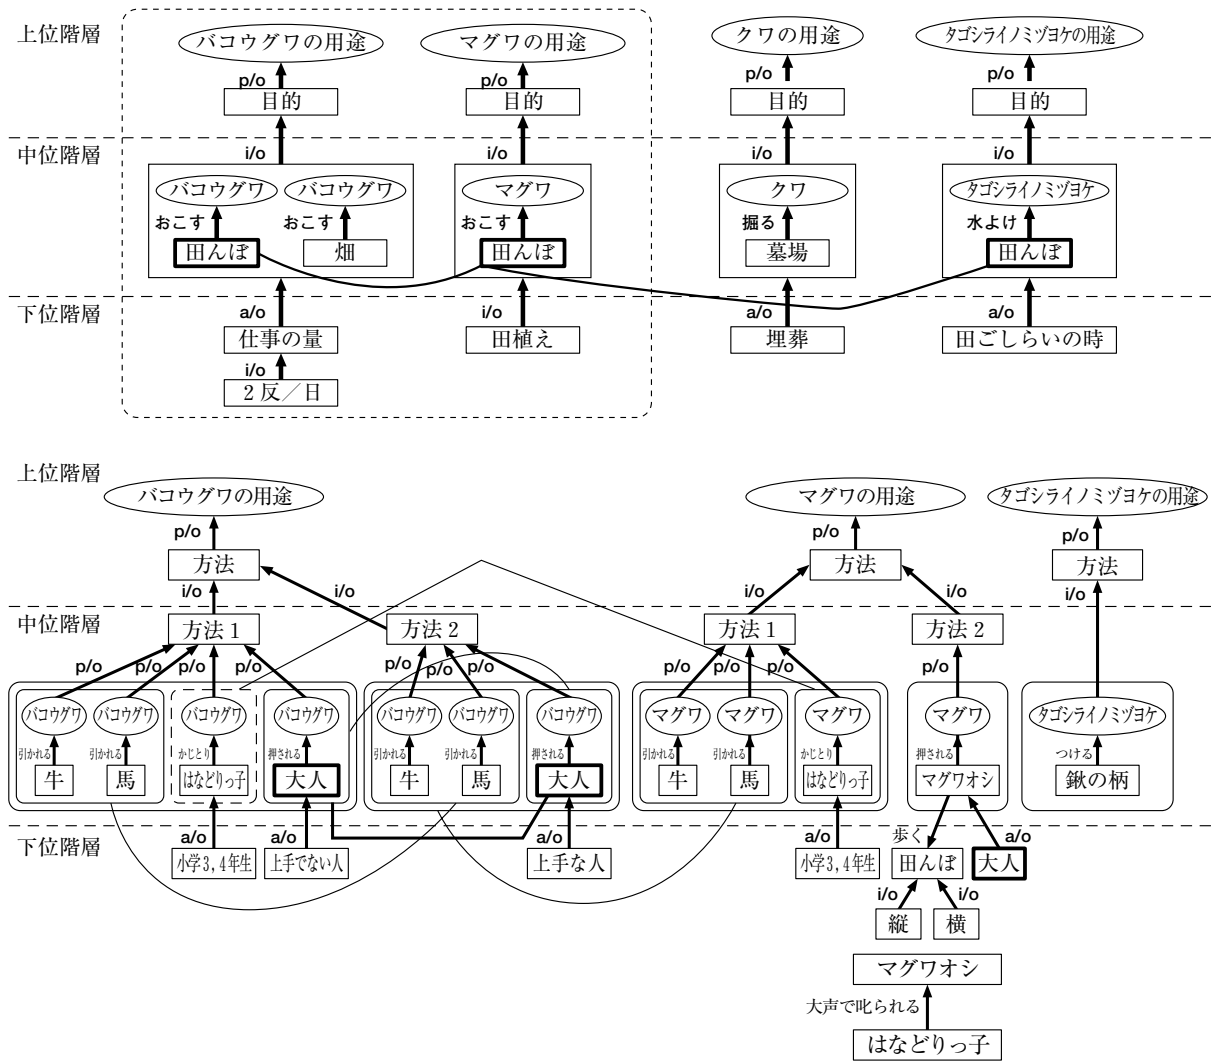 上位階層
バコウグワの用途 マグワの用途 クワの用途 タゴシライノミヅヨケの用途
p/o p/o p/o p/o
目的 目的 目的 目的
中位階層
i/o i/o i/o i/o
バコウグワ バコウグワ マグワ クワ タゴシライノミヅヨケ
おこす おこす おこす 掘る 水よけ
田んぼ 畑 田んぼ 墓場 田んぼ
下位階層
a/o i/o a/o a/o
仕事の量 田植え 埋葬 田ごしらいの時
i/o
2反／日
上位階層
バコウグワの用途 マグワの用途 タゴシライノミヅヨケの用途
p/o p/o p/o
方法 方法 方法
i/o i/o i/o i/o i/o
中位階層
方法1 方法2 方法1 方法2
p/o p/o p/o p/o p/o p/o p/o p/o p/o p/o p/o
バコウグワ バコウグワ バコウグワ バコウグワ バコウグワ バコウグワ バコウグワ マグワ マグワ マグワ マグワ タゴシライノミヅヨケ
引かれる 引かれる かじとり 押される 引かれる 引かれる 押される 引かれる 引かれる かじとり 押される つける
牛 馬 はなどりっ子 大人 牛 馬 大人 牛 馬 はなどりっ子 マグワオシ 鍬の柄
下位階層
a/o a/o a/o a/o 歩く a/o
小学3,4年生 上手でない人 上手な人 小学3,4年生 田んぼ 大人
i/o i/o
縦 横
マグワオシ
大声で叱られる
はなどりっ子